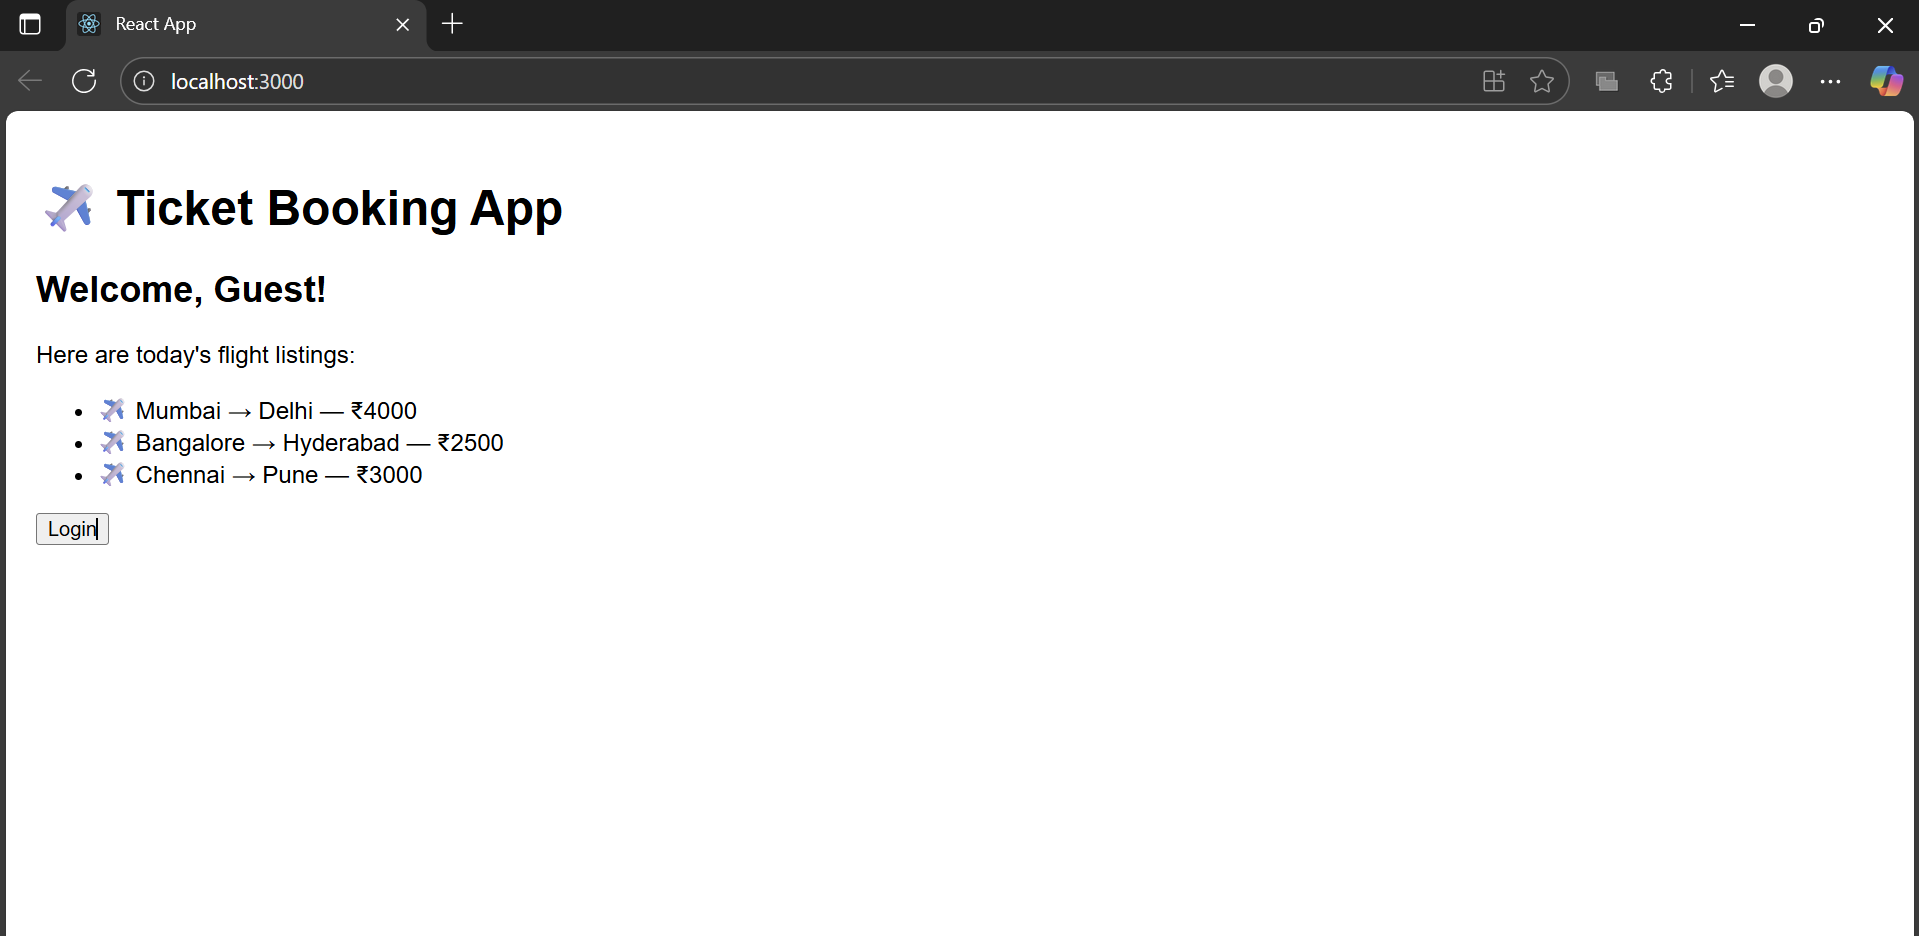 React App
localhost:3000
✈️ Ticket Booking App
Welcome, Guest!
Here are today's flight listings:
• ✈️ Mumbai → Delhi — ₹4000
• ✈️ Bangalore → Hyderabad — ₹2500
• ✈️ Chennai → Pune — ₹3000
Login